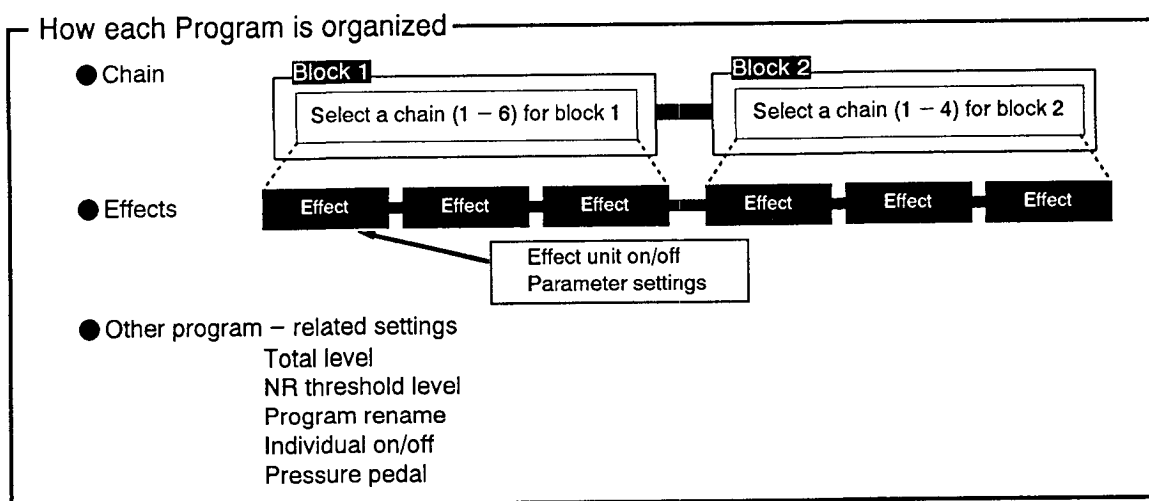 How each Program is organized
● Chain
Block 1
Block 2
Select a chain (1 – 6) for block 1
Select a chain (1 – 4) for block 2
● Effects
Effect
Effect
Effect
Effect
Effect
Effect
Effect unit on/off
Parameter settings
● Other program – related settings
Total level
NR threshold level
Program rename
Individual on/off
Pressure pedal